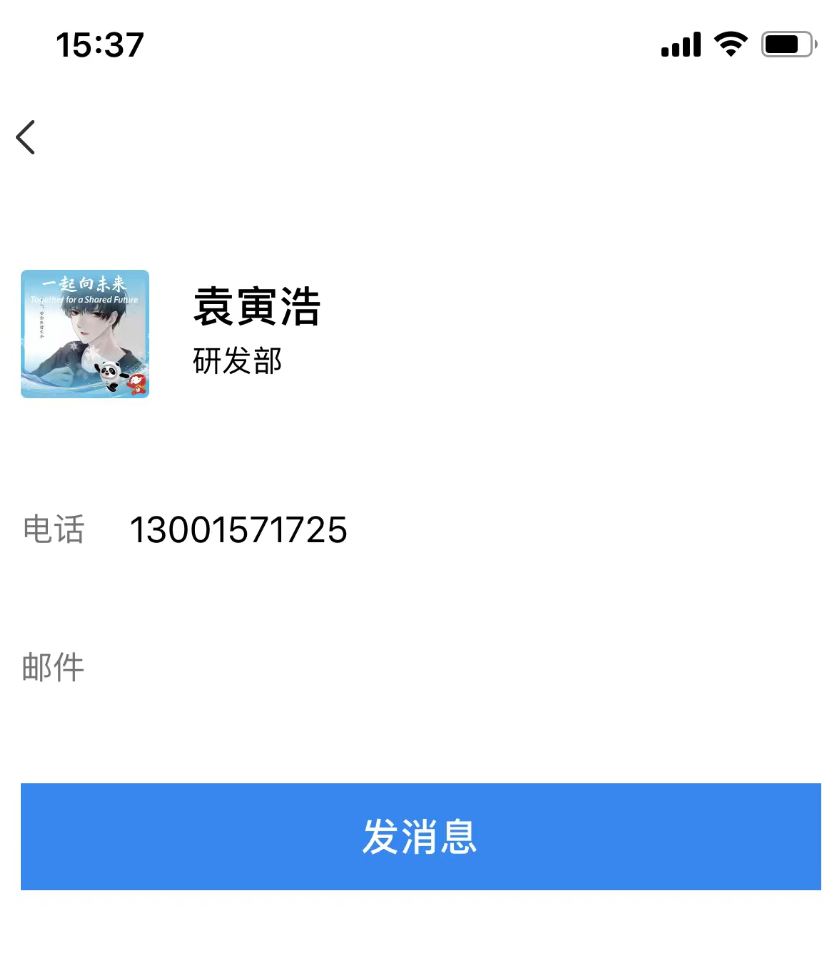 15:37
一起向未来
Together for a Shared Future
袁寅浩
研发部
电话 13001571725
邮件
发消息